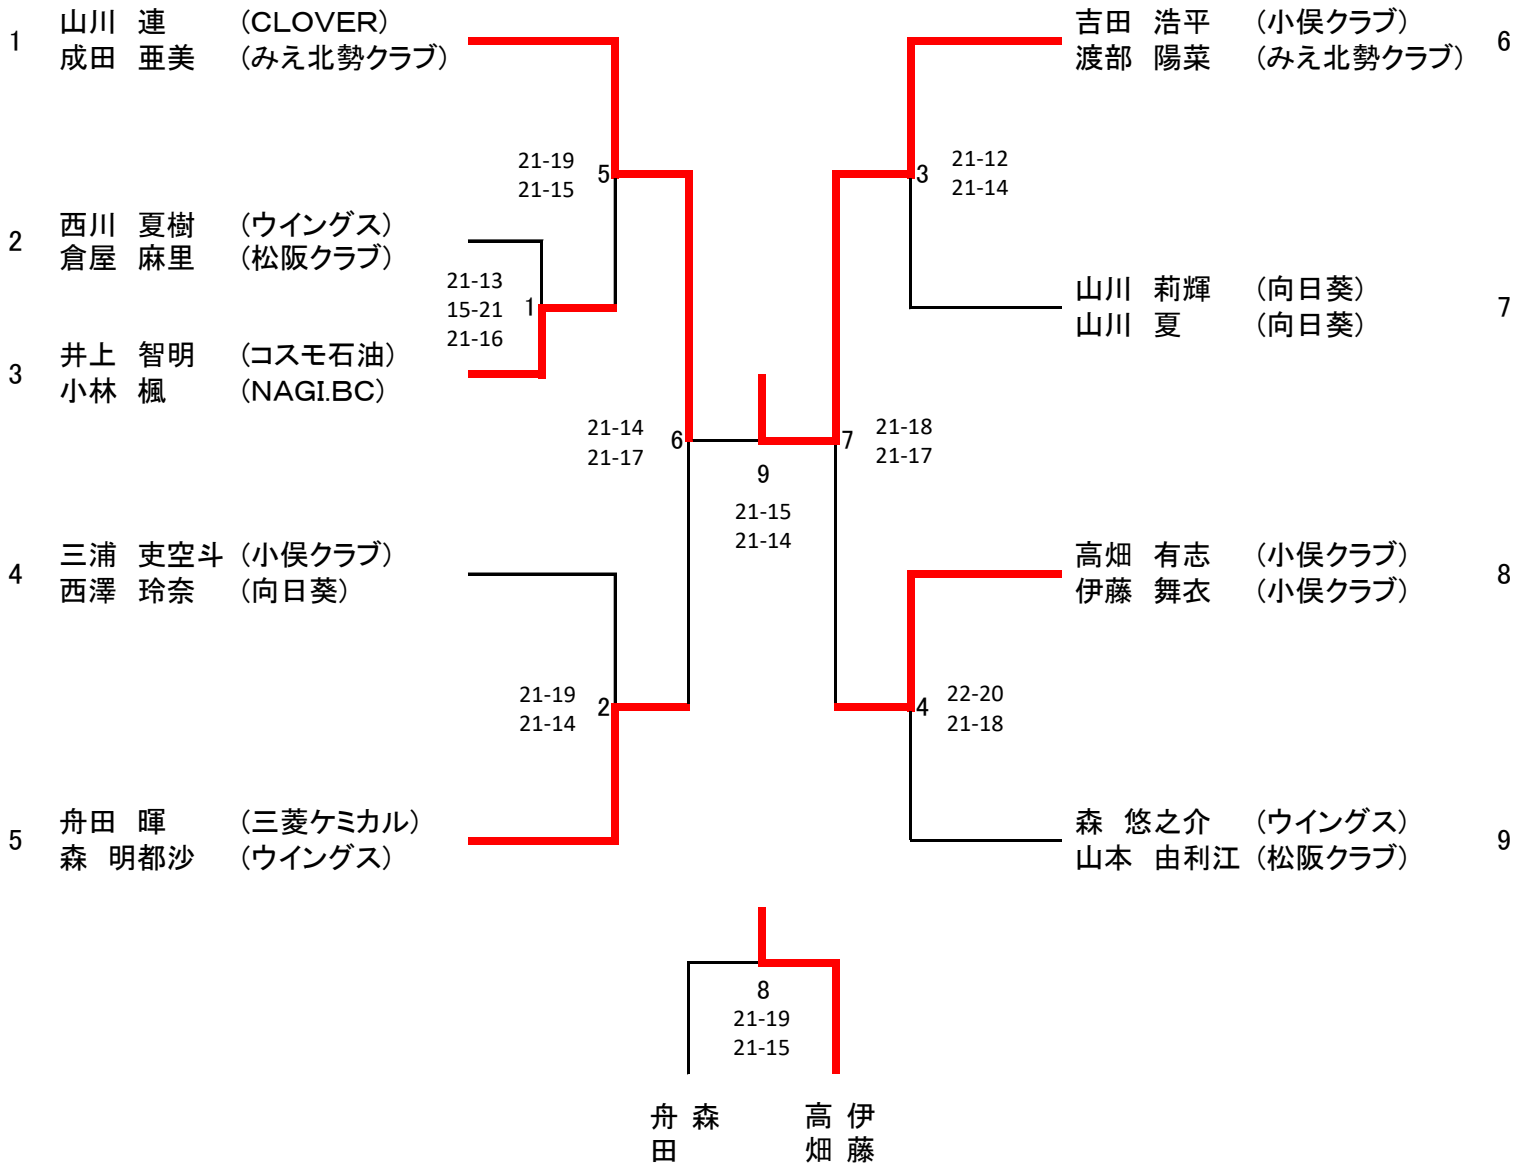 1
山川 連 (CLOVER)
成田 亜美 (みえ北勢クラブ)
2
西川 夏樹 (ウイングス)
倉屋 麻里 (松阪クラブ)
3
井上 智明 (コスモ石油)
小林 楓 (NAGI.BC)
4
三浦 吏空斗 (小俣クラブ)
西澤 玲奈 (向日葵)
5
舟田 暉 (三菱ケミカル)
森 明都沙 (ウイングス)
21-19
21-15
5
21-13
15-21
21-16
1
21-14
21-17
6
21-19
21-14
2
9
21-15
21-14
吉田 浩平 (小俣クラブ)
渡部 陽菜 (みえ北勢クラブ)
6
山川 莉輝 (向日葵)
山川 夏 (向日葵)
7
高畑 有志 (小俣クラブ)
伊藤 舞衣 (小俣クラブ)
8
森 悠之介 (ウイングス)
山本 由利江 (松阪クラブ)
9
3
21-12
21-14
7
21-18
21-17
4
22-20
21-18
8
21-19
21-15
舟田
森
高畑
伊藤